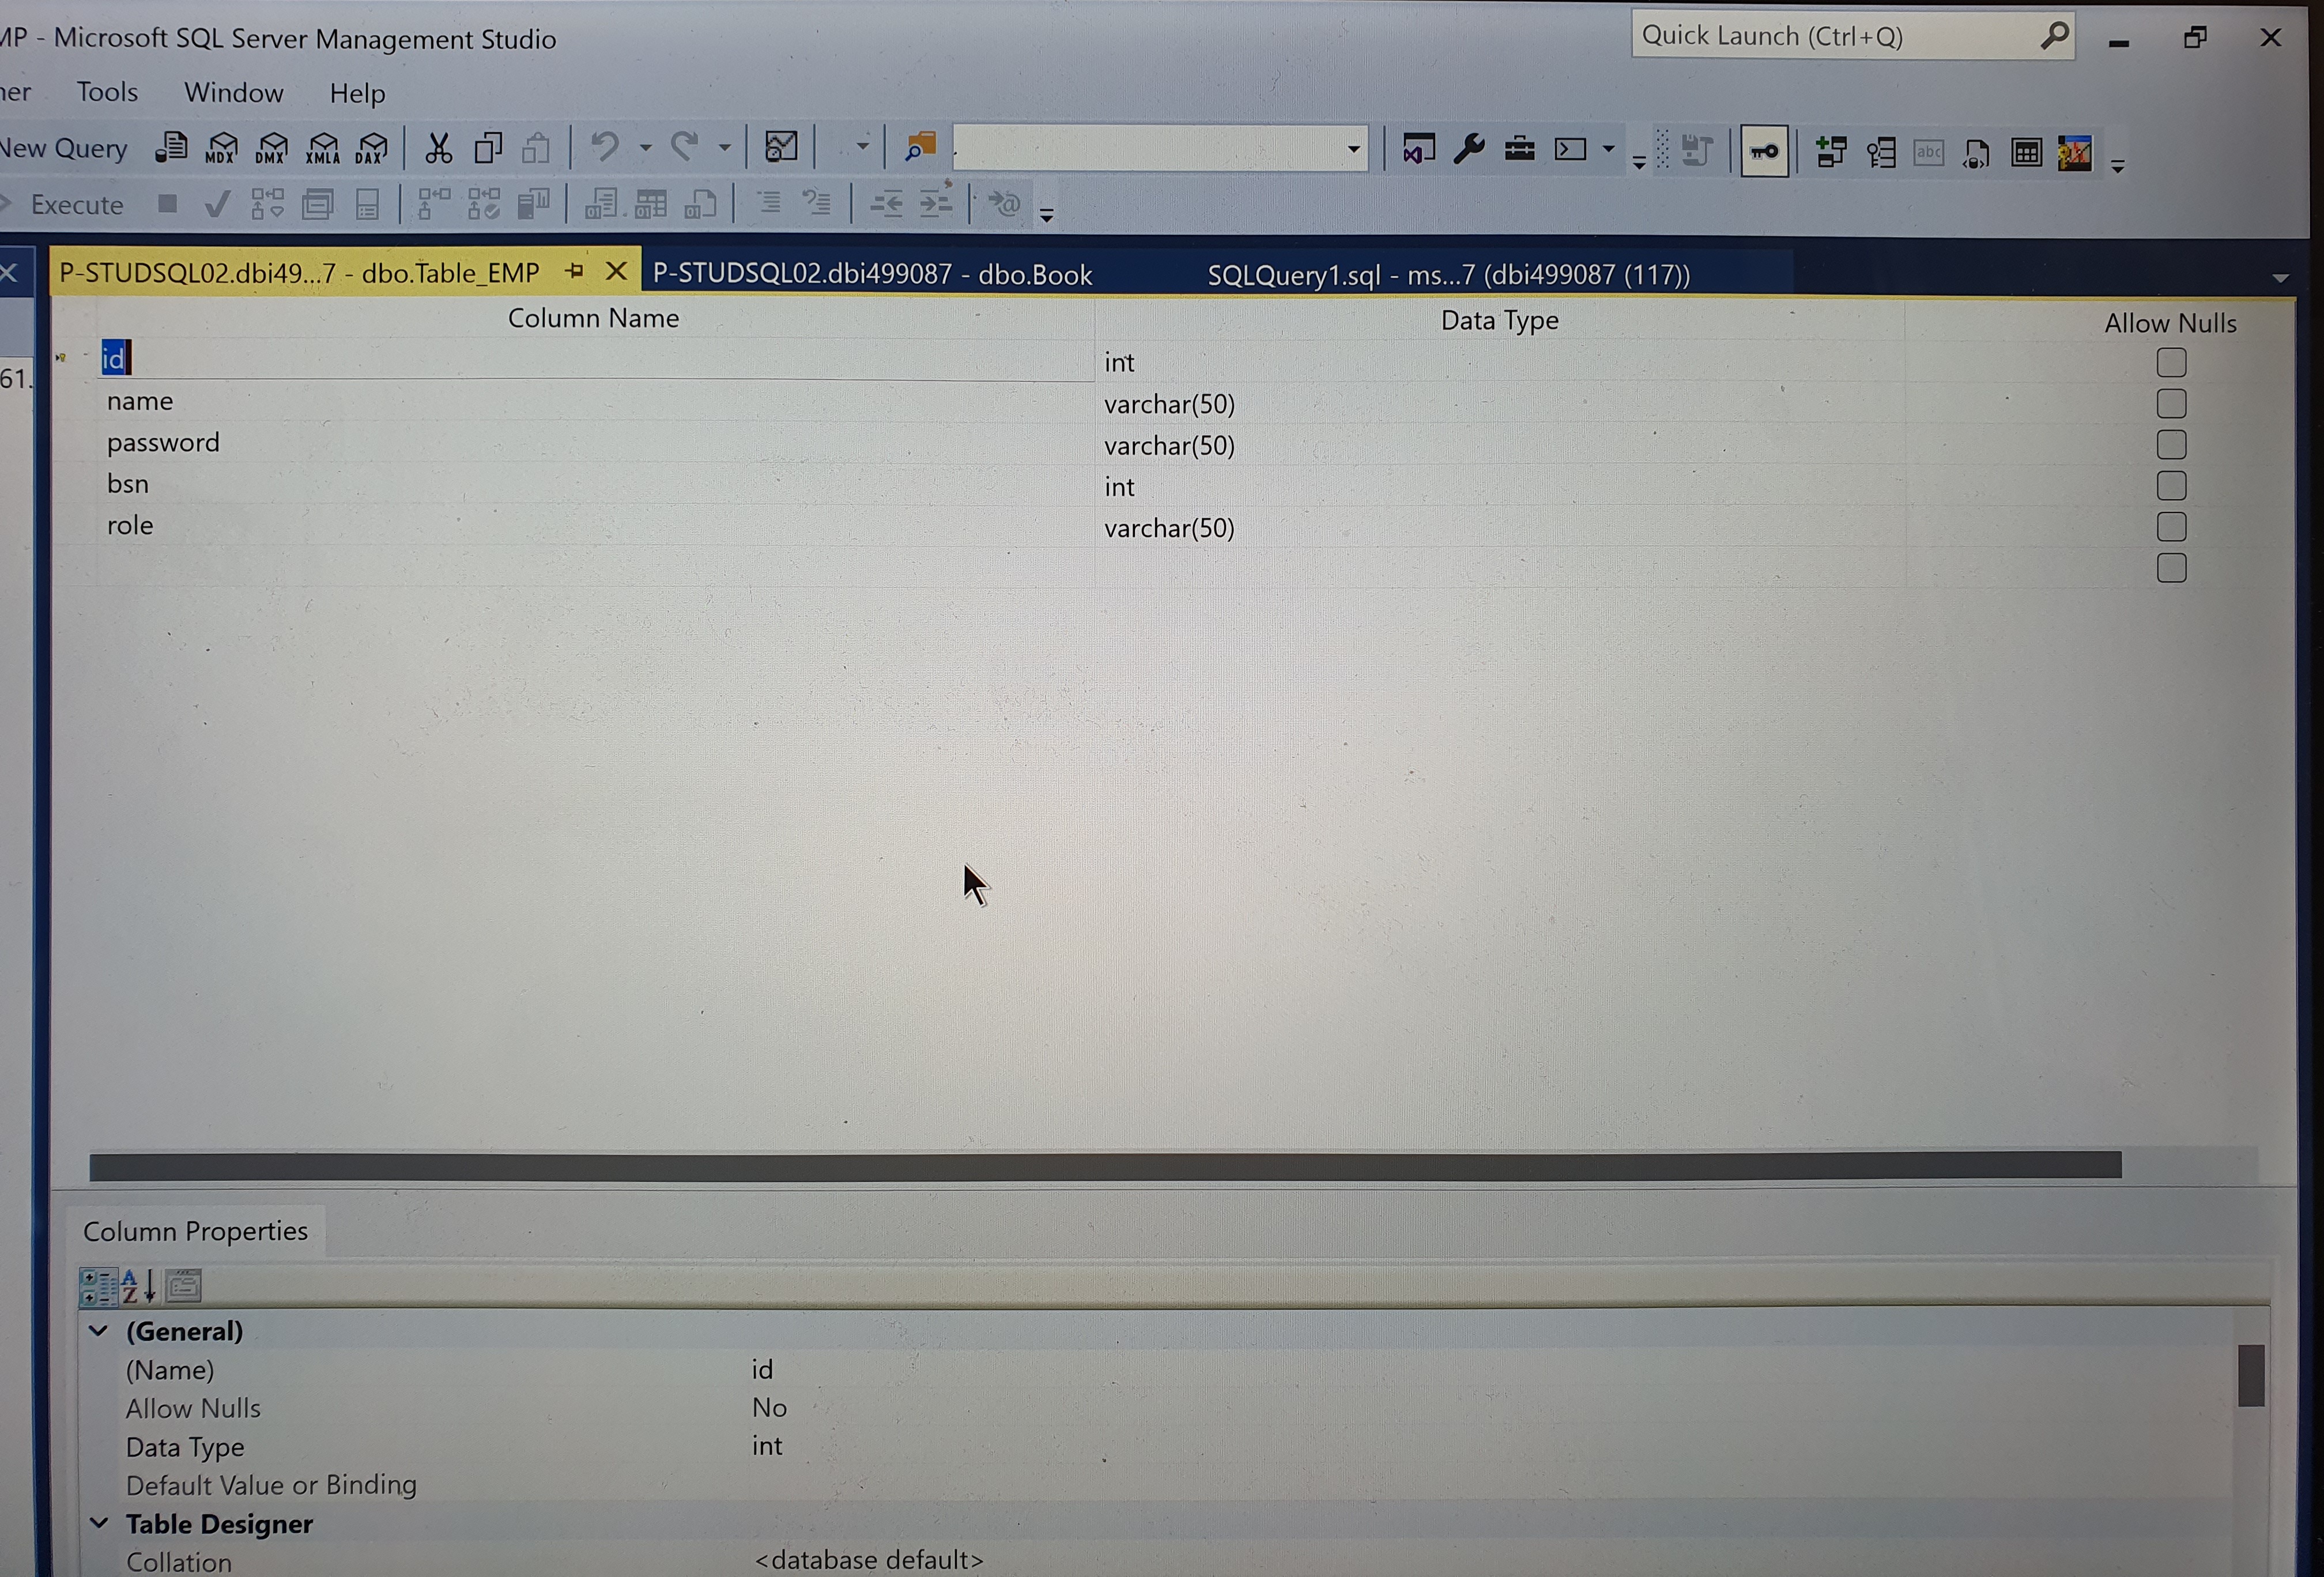 MP - Microsoft SQL Server Management Studio
Quick Launch (Ctrl+Q)
ner Tools Window Help
New Query MDX DMX XMLA DAX abc
Execute
P-STUDSQL02.dbi49...7 - dbo.Table_EMP P-STUDSQL02.dbi499087 - dbo.Book SQLQuery1.sql - ms...7 (dbi499087 (117))
Column Name Data Type Allow Nulls
id int
61.
name varchar(50)
password varchar(50)
bsn int
role varchar(50)
Column Properties
A
Z
(General)
(Name) id
Allow Nulls No
Data Type int
Default Value or Binding
Table Designer
Collation <database default>